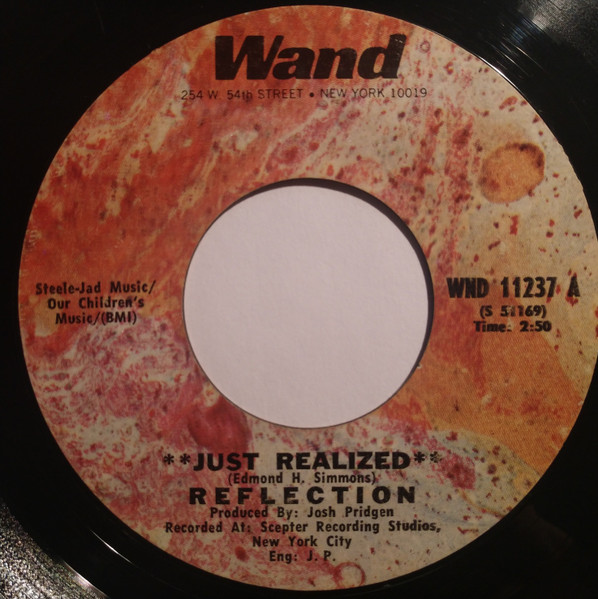 Wand
254 W. 54th STREET • NEW YORK 10019
Steele-Jad Music/
Our Children's
Music/(BMI)
WND 11237 A
(S 51169)
Time: 2:50
**JUST REALIZED**
(Edmond H. Simmons)
REFLECTION
Produced By: Josh Pridgen
Recorded At: Scepter Recording Studios,
New York City
Eng: J. P.